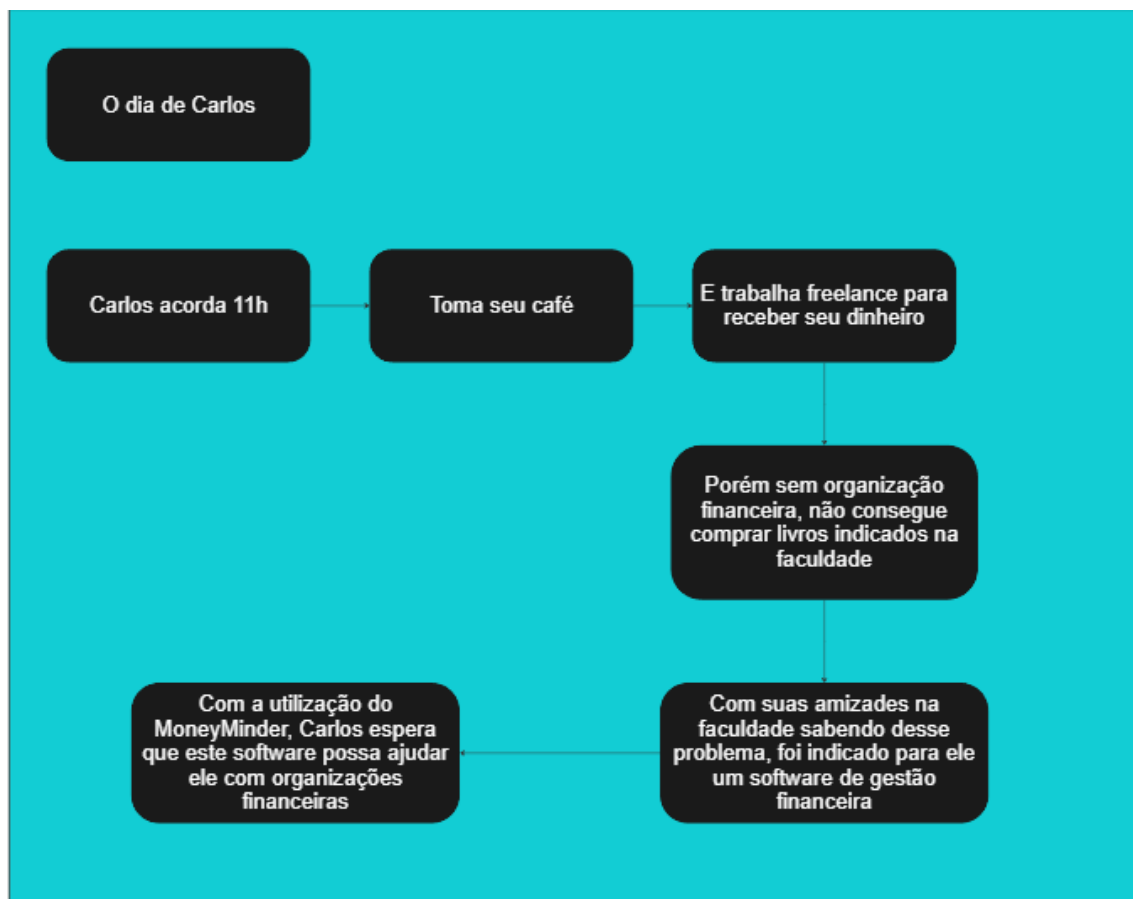 O dia de Carlos
Carlos acorda 11h
Toma seu café
E trabalha freelance para
receber seu dinheiro
Porém sem organização
financeira, não consegue
comprar livros indicados na
faculdade
Com suas amizades na
faculdade sabendo desse
problema, foi indicado para ele
um software de gestão
financeira
Com a utilização do
MoneyMinder, Carlos espera
que este software possa ajudar
ele com organizações
financeiras